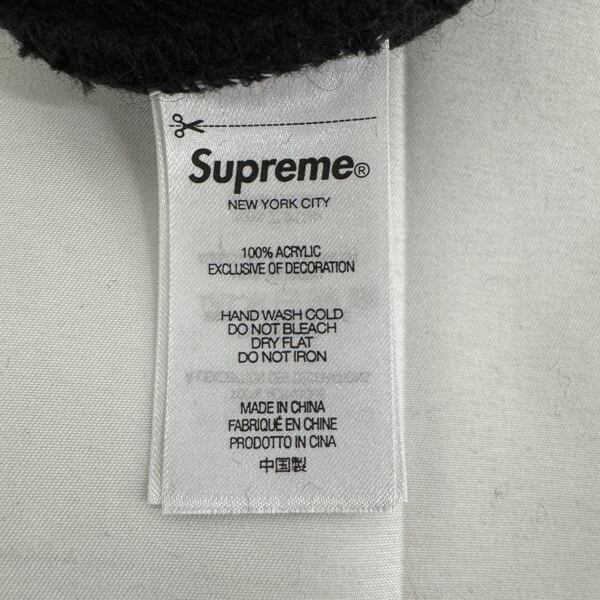 Supreme®
NEW YORK CITY
100% ACRYLIC
EXCLUSIVE OF DECORATION
HAND WASH COLD
DO NOT BLEACH
DRY FLAT
DO NOT IRON
MADE IN CHINA
FABRIQUÉ EN CHINE
PRODOTTO IN CINA
中国製